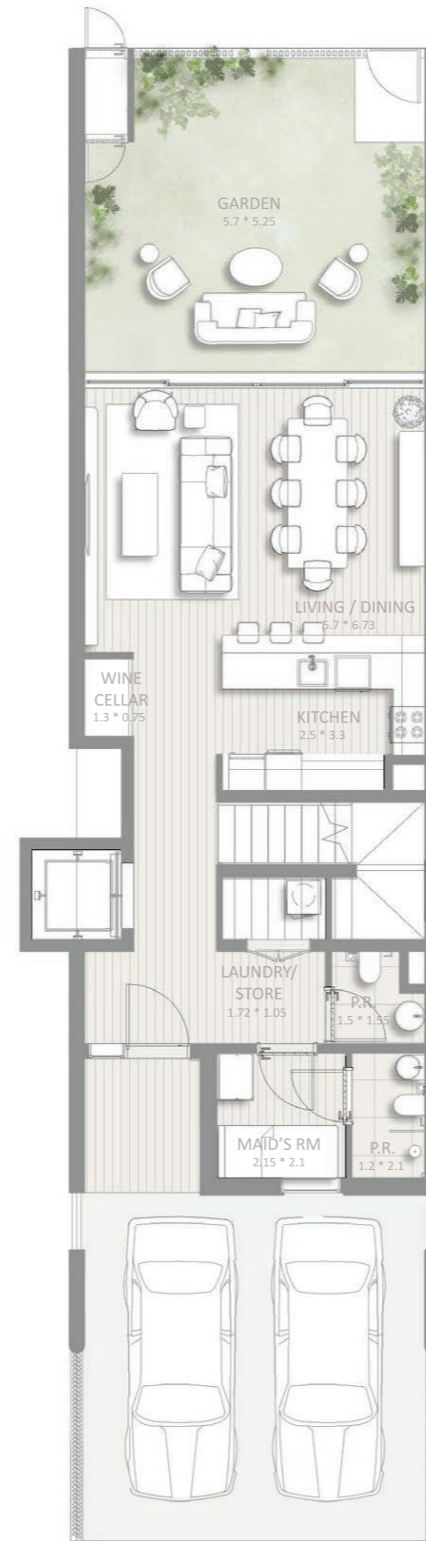 GARDEN
5.7 * 5.25
LIVING / DINING
5.7 * 6.73
WINE
CELLAR
1.3 * 0.75
KITCHEN
2.5 * 3.3
LAUNDRY/
STORE
1.72 * 1.05
P.R.
1.5 * 1.55
MAID'S RM
2.15 * 2.1
P.R.
1.2 * 2.1